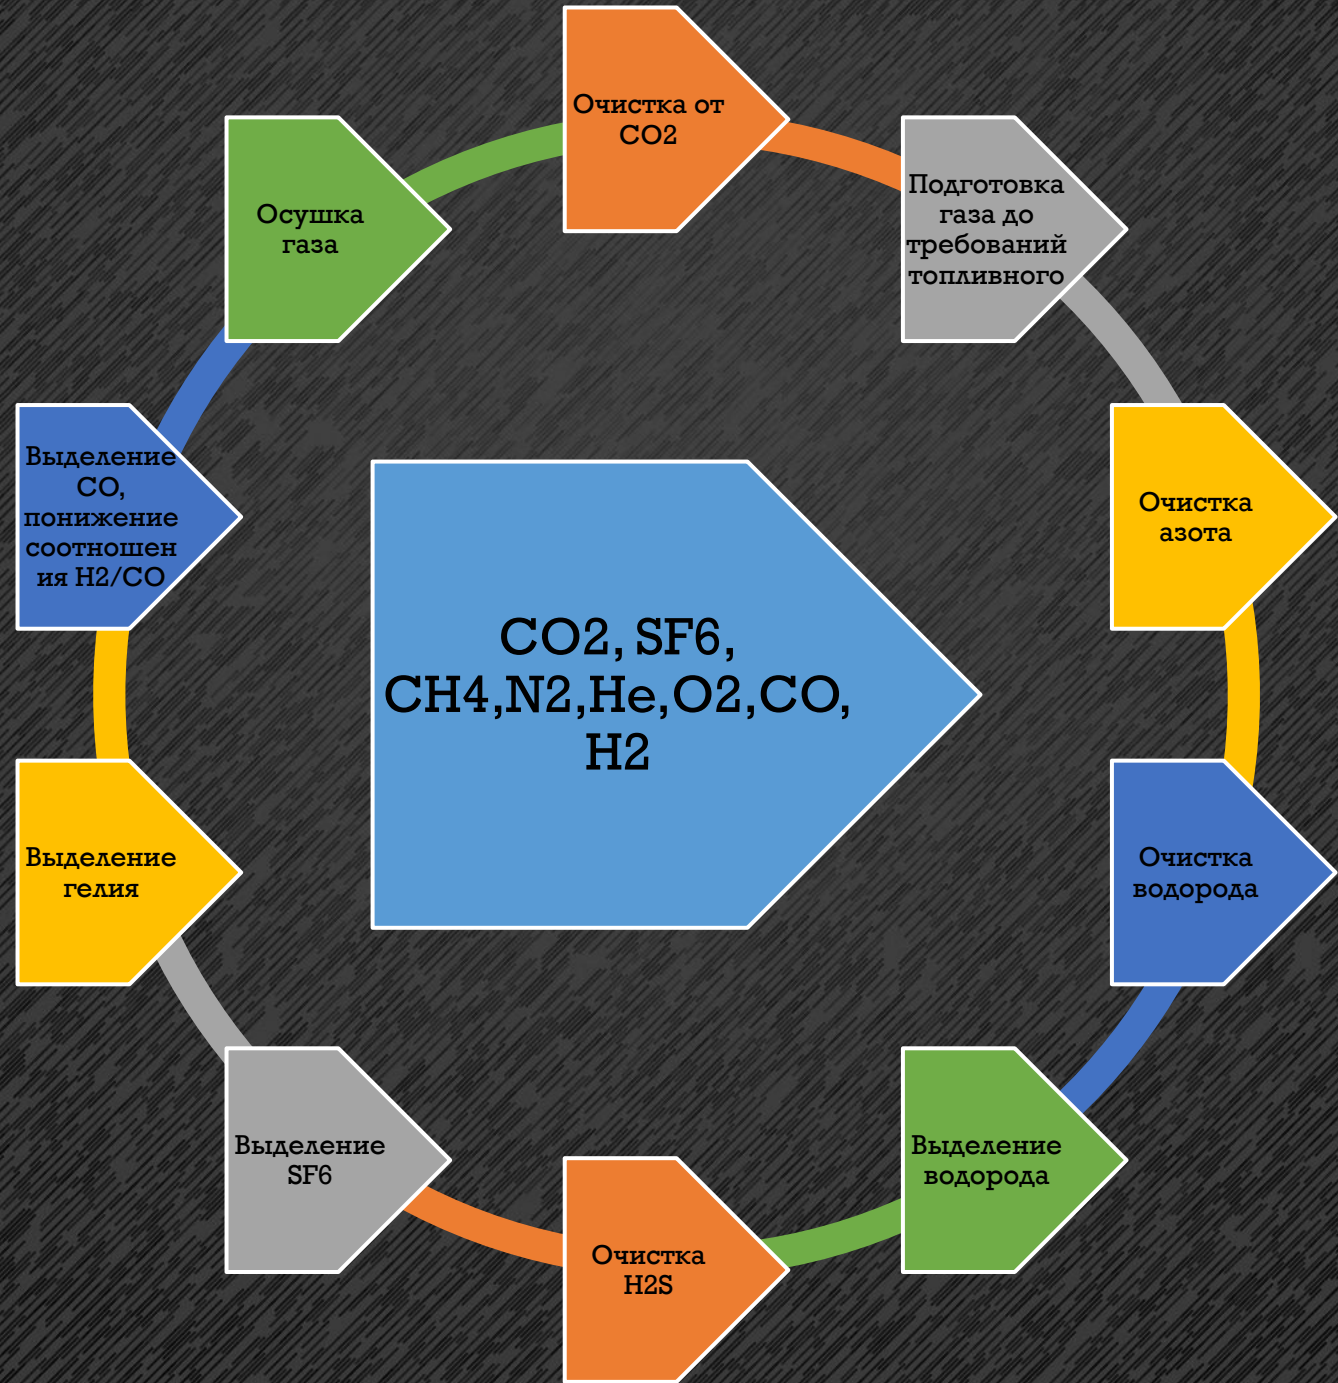 Очистка от
CO2
Подготовка
газа до
требований
топливного
Очистка
азота
Очистка
водорода
Выделение
водорода
Очистка
H2S
Выделение
SF6
Выделение
гелия
Выделение
CO,
понижение
соотношен
ия H2/CO
Осушка
газа
CO2, SF6,
CH4,N2,He,O2,CO,
H2